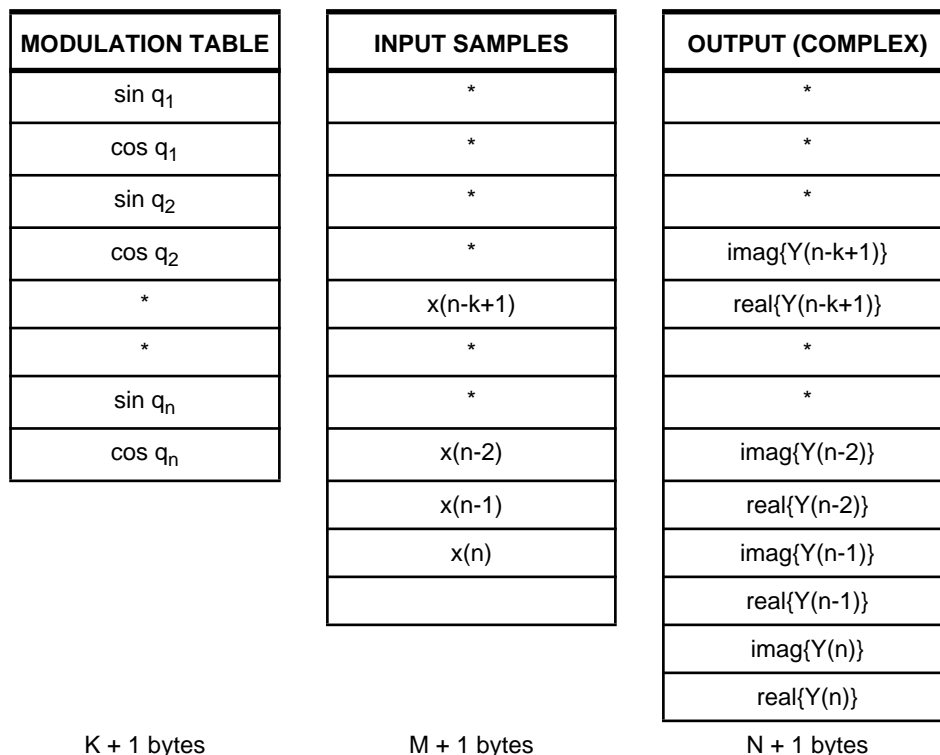 MODULATION TABLE
sin q1
cos q1
sin q2
cos q2
*
*
sin qn
cos qn
K + 1 bytes
INPUT SAMPLES
*
*
*
*
x(n-k+1)
*
*
x(n-2)
x(n-1)
x(n)
M + 1 bytes
OUTPUT (COMPLEX)
*
*
*
imag{Y(n-k+1)}
real{Y(n-k+1)}
*
*
imag{Y(n-2)}
real{Y(n-2)}
imag{Y(n-1)}
real{Y(n-1)}
imag{Y(n)}
real{Y(n)}
N + 1 bytes